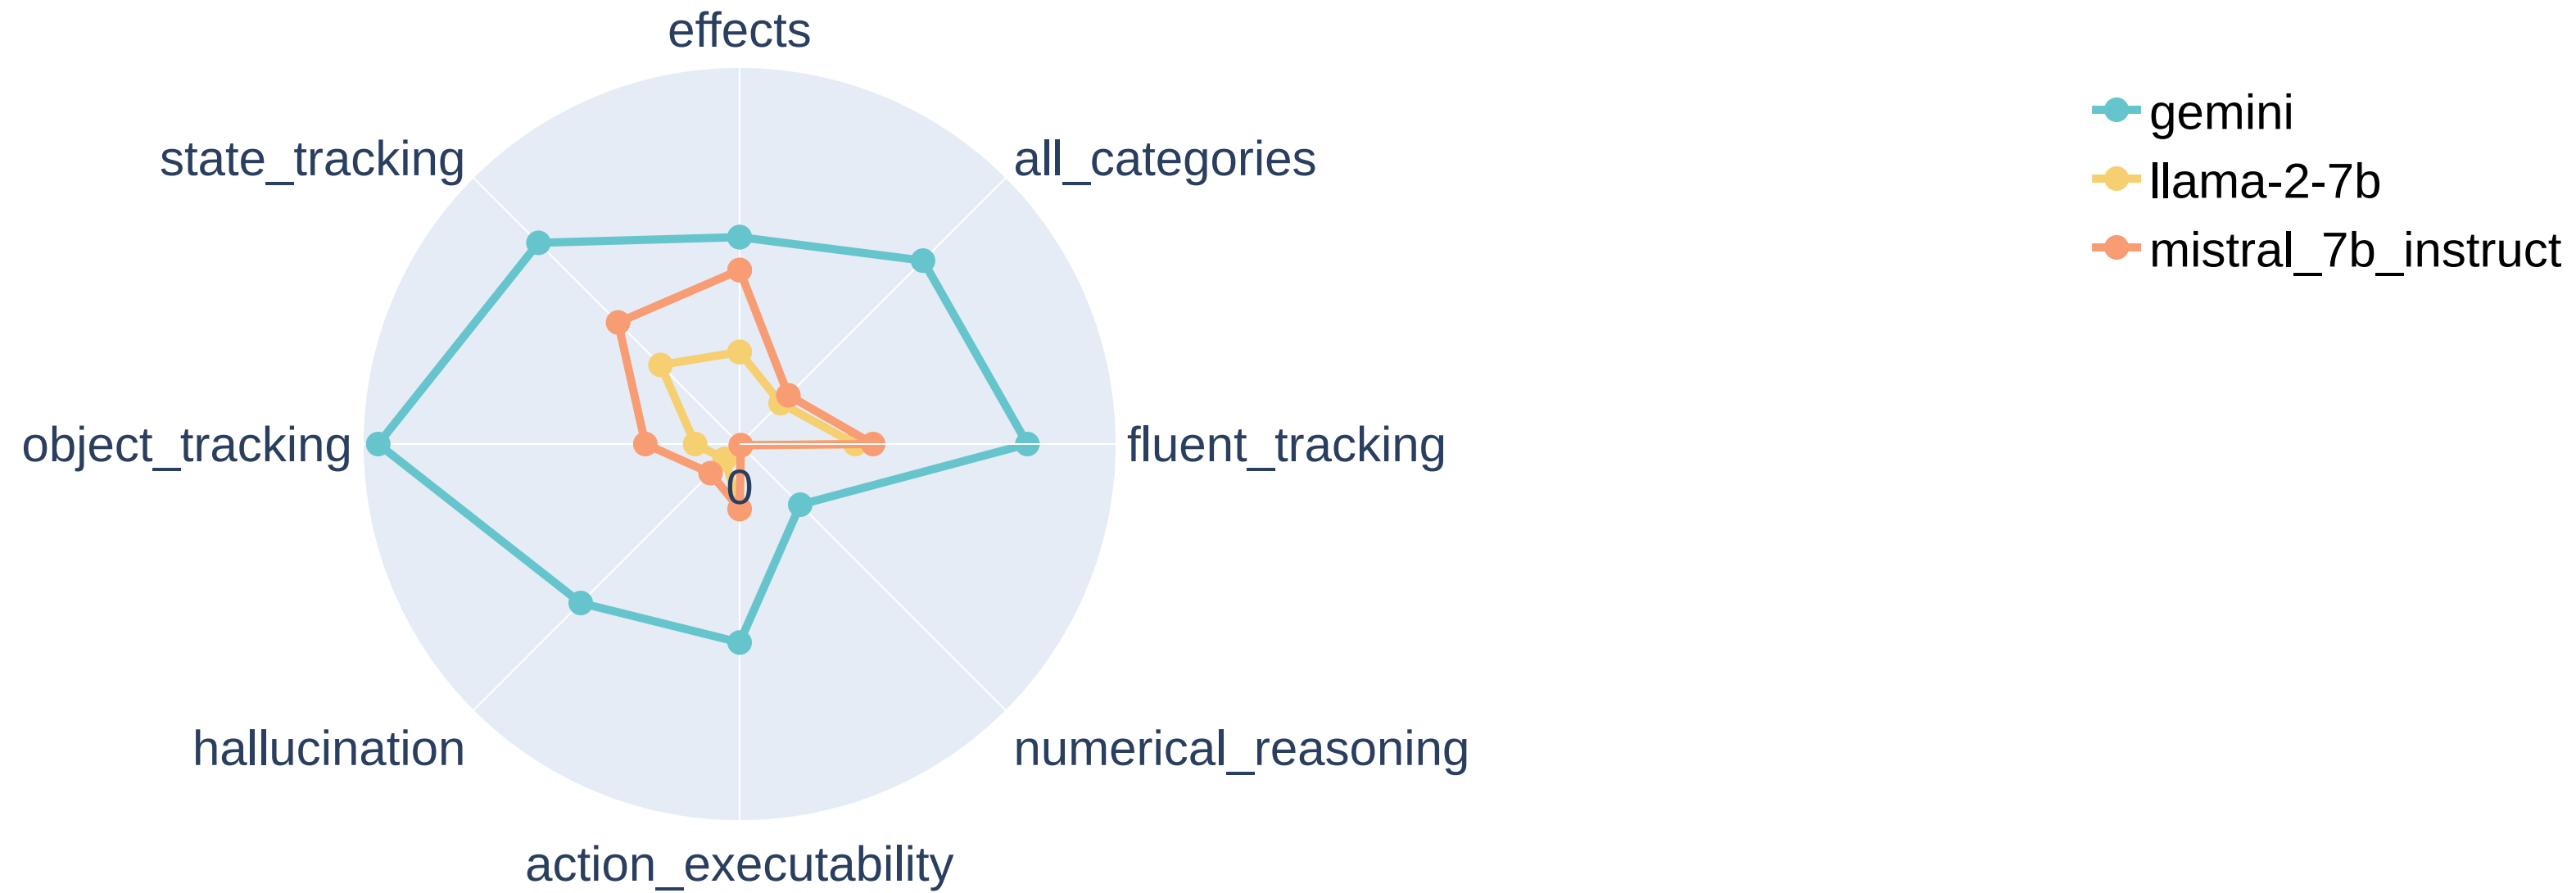 effects
state_tracking
all_categories
object_tracking
fluent_tracking
0
hallucination
numerical_reasoning
action_executability
gemini
llama-2-7b
mistral_7b_instruct